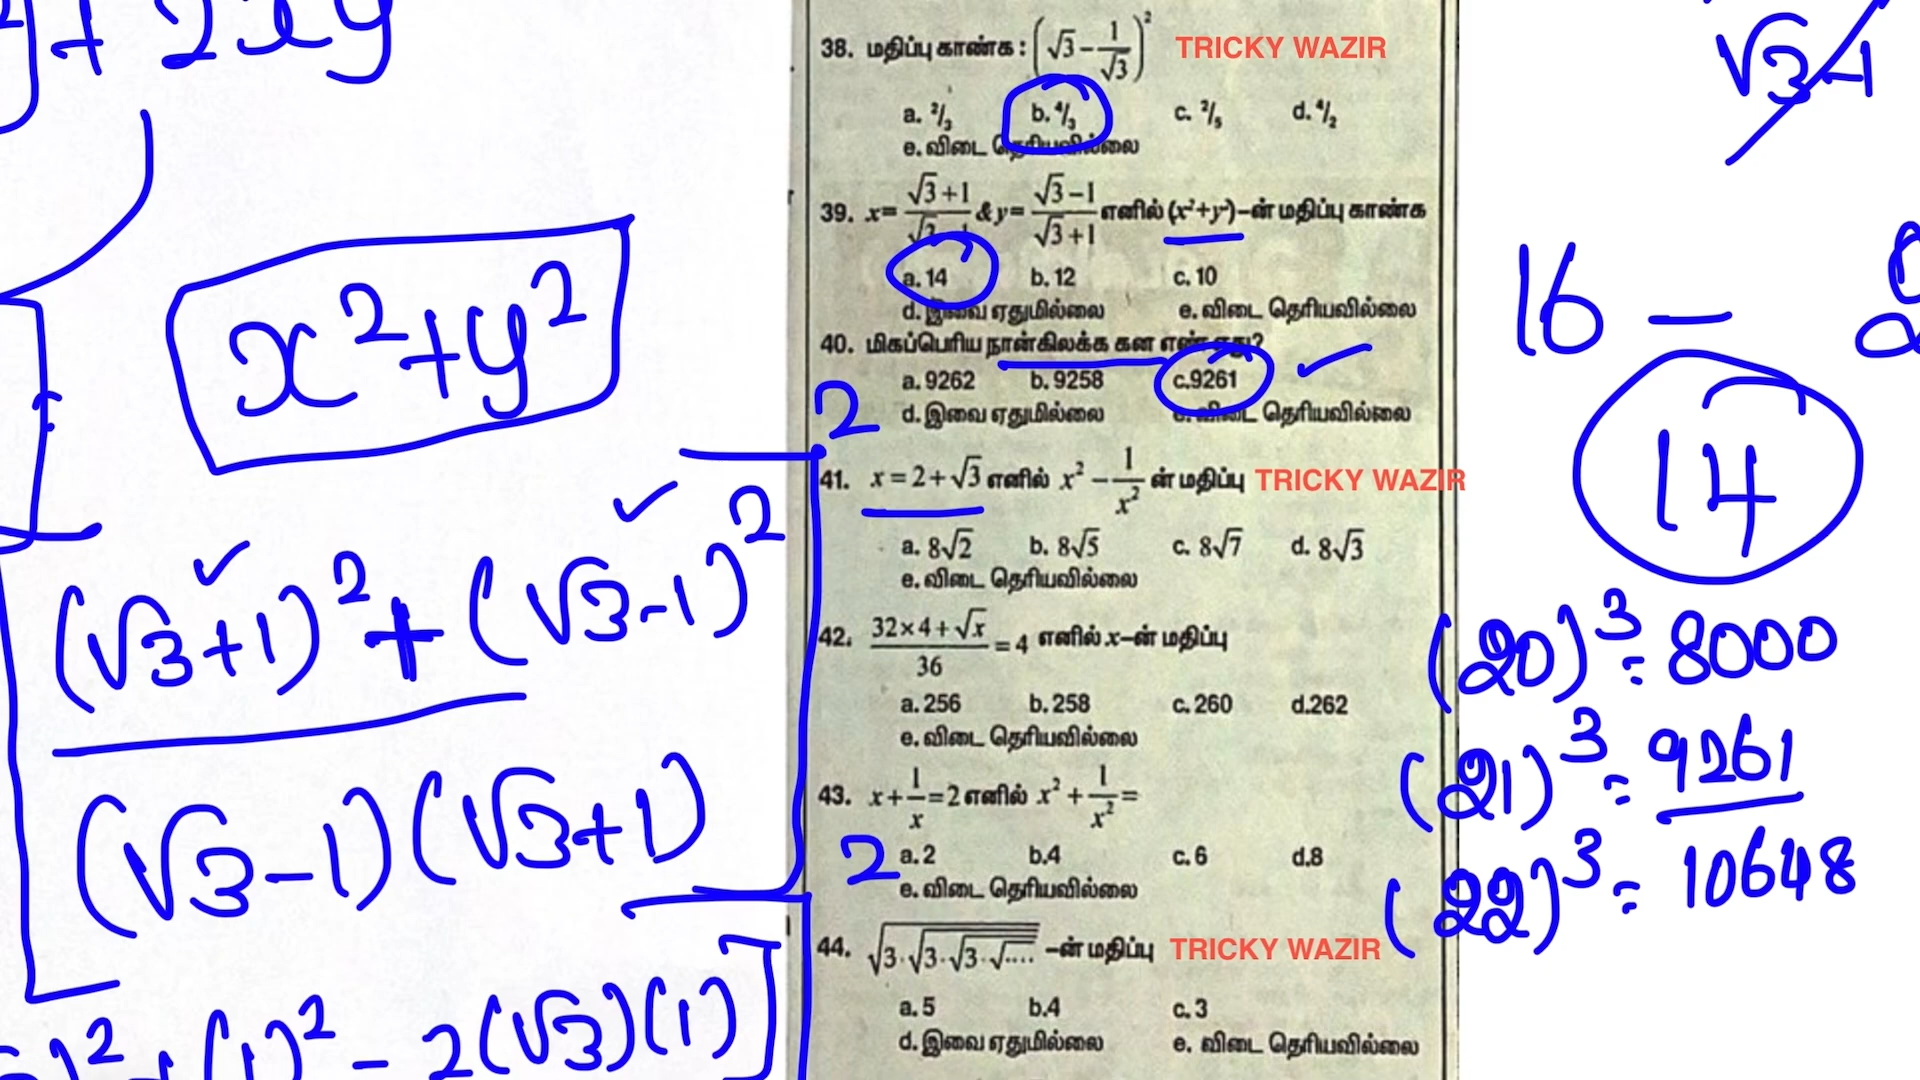 + 2xy
x²+y²
(√3+1)² + (√3-1)²
(√3-1)(√3+1)
2
2
(1)² - 2(√3)(1)]
38. மதிப்பு காண்க : (√3 − 1/√3)² TRICKY WAZIR
a. ²/₃ b. ⁴/₃ c. ²/₅ d. ⁴/₂
e. விடை தெரியவில்லை
39. x= (√3+1)/(√3−1) & y= (√3−1)/(√3+1) எனில் (x²+y²)−ன் மதிப்பு காண்க
a. 14 b. 12 c. 10
d. இவை ஏதுமில்லை e. விடை தெரியவில்லை
40. மிகப்பெரிய நான்கிலக்க கன எண் எது?
a. 9262 b. 9258 c. 9261
d. இவை ஏதுமில்லை e. விடை தெரியவில்லை
41. x = 2+√3 எனில் x² − 1/x² ன் மதிப்பு TRICKY WAZIR
a. 8√2 b. 8√5 c. 8√7 d. 8√3
e. விடை தெரியவில்லை
42. (32×4+√x)/36 = 4 எனில் x−ன் மதிப்பு
a. 256 b. 258 c. 260 d. 262
e. விடை தெரியவில்லை
43. x+1/x=2 எனில் x² + 1/x² =
a. 2 b. 4 c. 6 d. 8
e. விடை தெரியவில்லை
44. √3.√3.√3.√.... −ன் மதிப்பு TRICKY WAZIR
a. 5 b. 4 c. 3
d. இவை ஏதுமில்லை e. விடை தெரியவில்லை
16 −
14
(20)³ = 8000
(21)³ = 9261
(22)³ = 10648